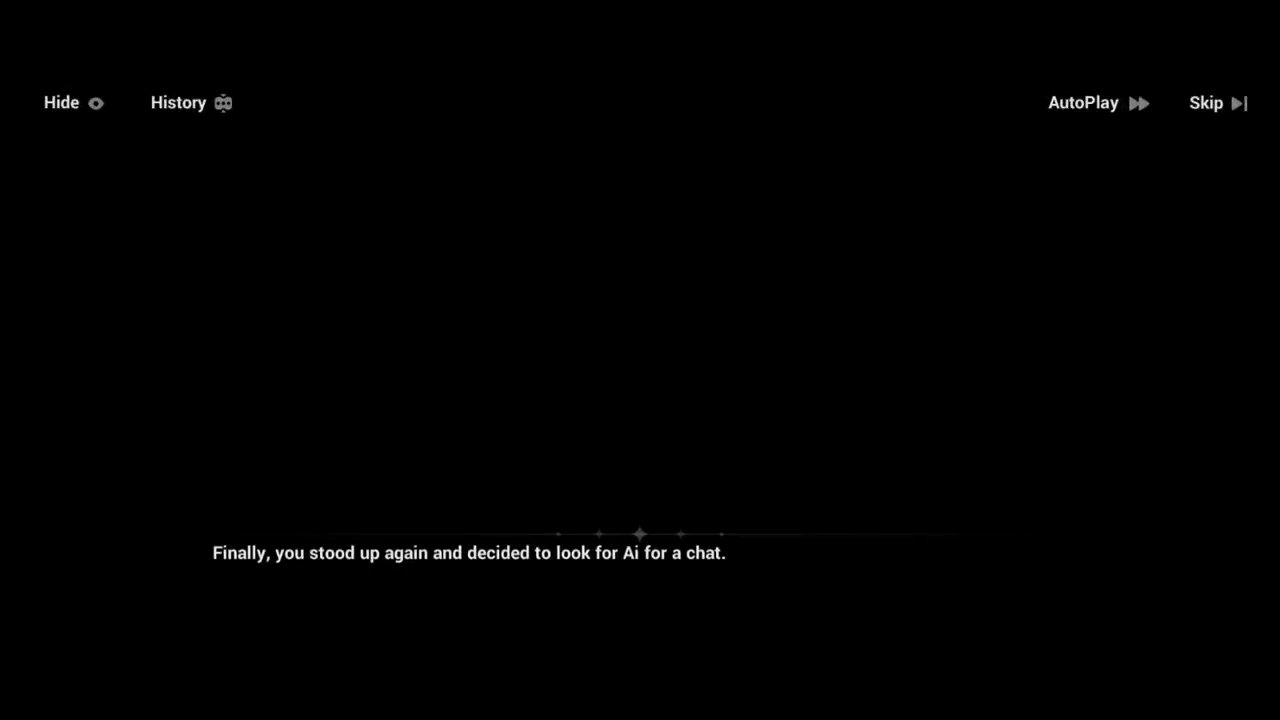 Hide History AutoPlay Skip
Finally, you stood up again and decided to look for Ai for a chat.